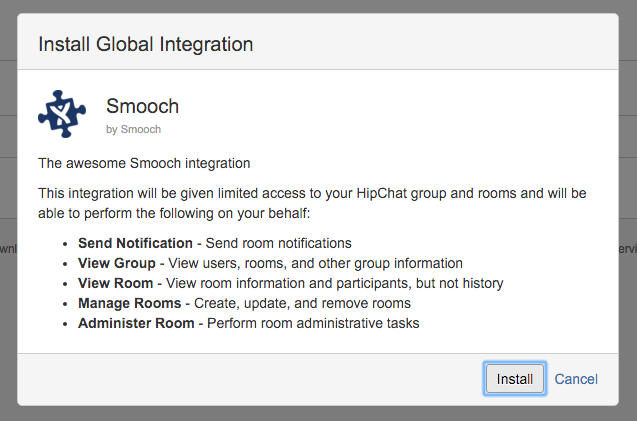 Install Global Integration
Smooch
by Smooch
The awesome Smooch integration
This integration will be given limited access to your HipChat group and rooms and will be
able to perform the following on your behalf:
• Send Notification - Send room notifications
• View Group - View users, rooms, and other group information
• View Room - View room information and participants, but not history
• Manage Rooms - Create, update, and remove rooms
• Administer Room - Perform room administrative tasks
Install Cancel